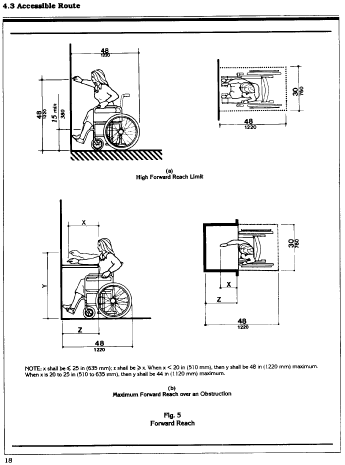 4.3 Accessible Route
48
1220
48
1220
15 min
380
30
760
48
1220
(a)
High Forward Reach Limit
X
Y
Z
48
1220
30
760
X
Z
48
1220
NOTE: x shall be ≤ 25 in (635 mm); z shall be ≥ x. When x < 20 in (510 mm), then y shall be 48 in (1220 mm) maximum.
When x is 20 to 25 in (510 to 635 mm), then y shall be 44 in (1120 mm) maximum.
(b)
Maximum Forward Reach over an Obstruction
Fig. 5
Forward Reach
18